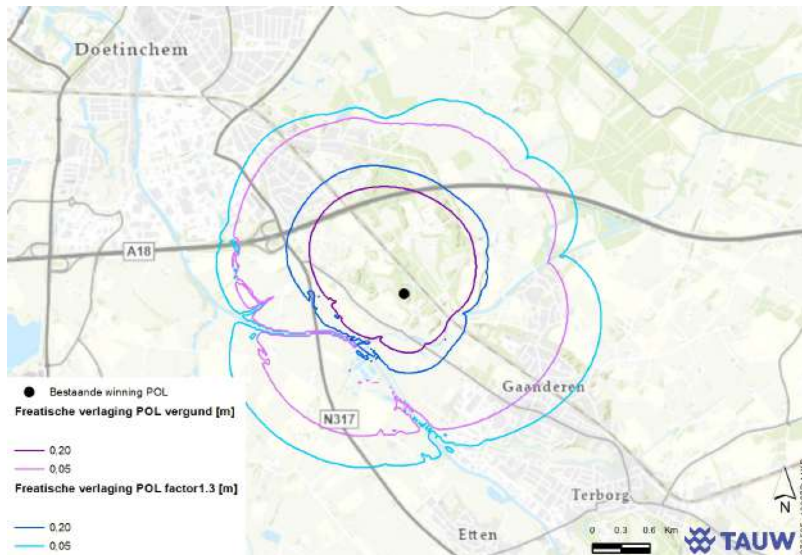 Doetinchem
A18
Gaanderen
N317
Terborg
Etten
Bestaande winning POL
Freatische verlaging POL vergund [m]
0,20
0,05
Freatische verlaging POL factor1.3 [m]
0,20
0,05
N
0 0.3 0.6 Km
TAUW